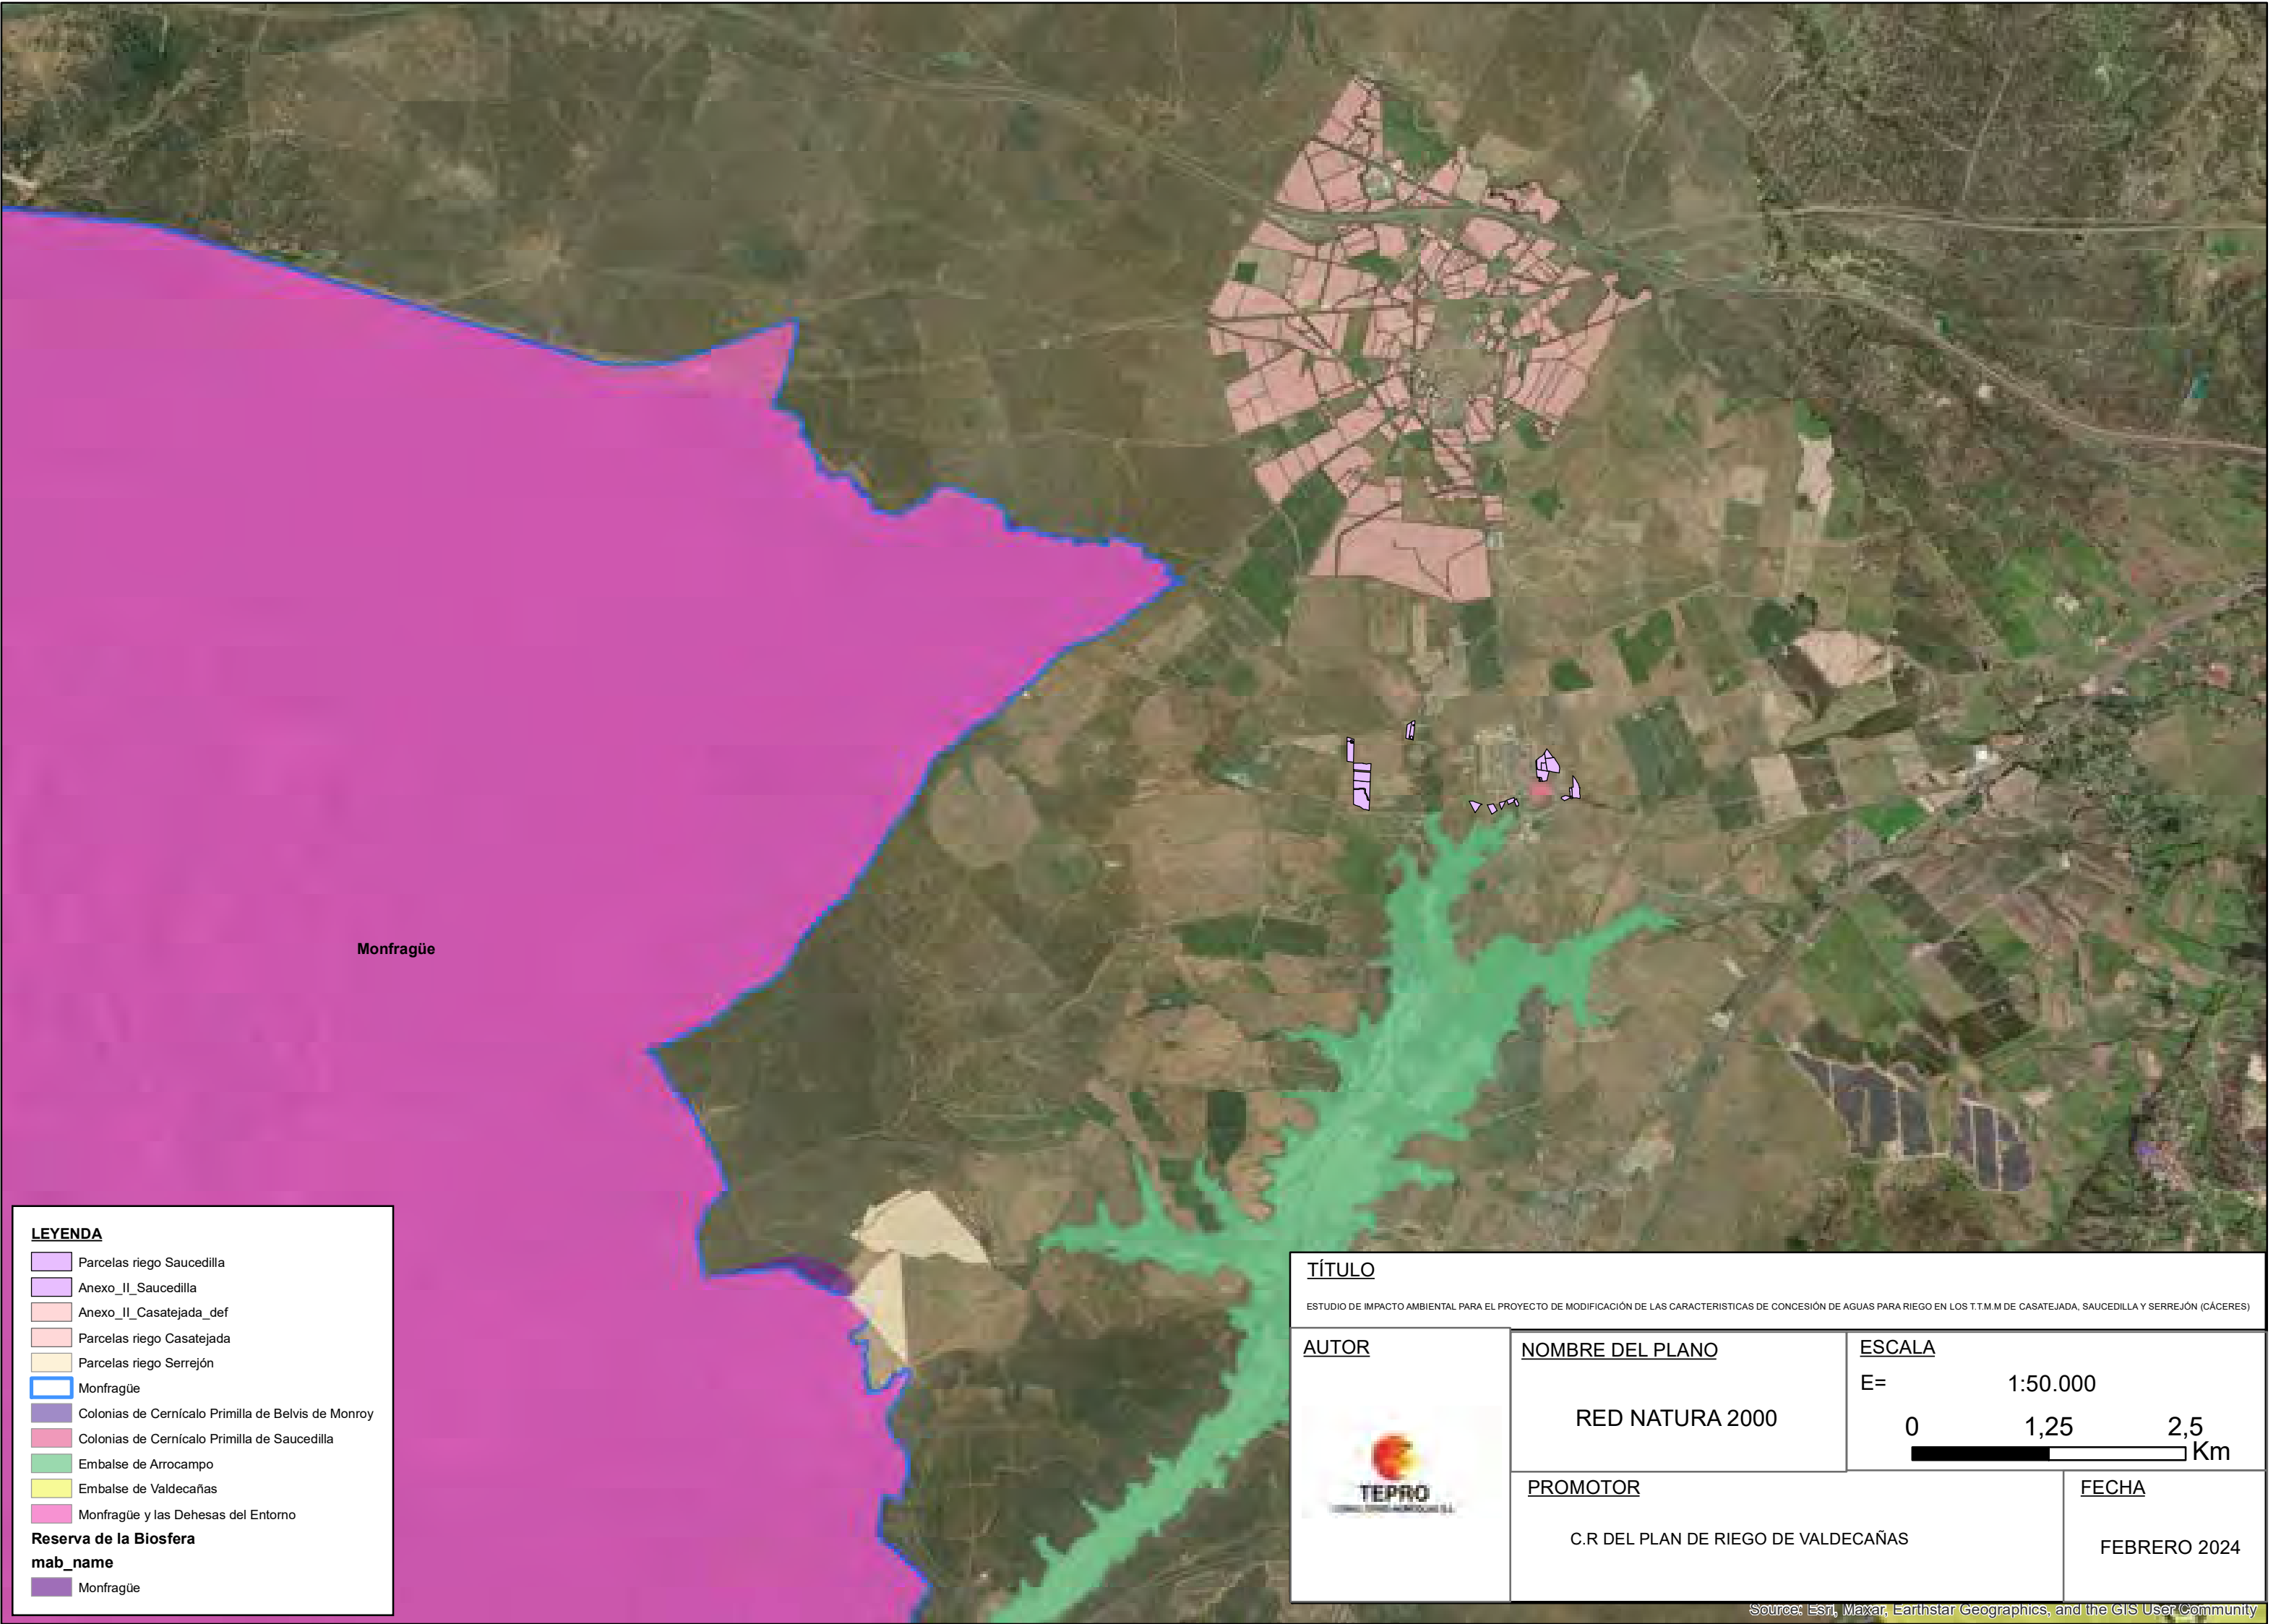 Monfragüe
LEYENDA
Parcelas riego Saucedilla
Anexo_II_Saucedilla
Anexo_II_Casatejada_def
Parcelas riego Casatejada
Parcelas riego Serrejón
Monfragüe
Colonias de Cernícalo Primilla de Belvis de Monroy
Colonias de Cernícalo Primilla de Saucedilla
Embalse de Arrocampo
Embalse de Valdecañas
Monfragüe y las Dehesas del Entorno
Reserva de la Biosfera
mab_name
Monfragüe
TÍTULO
ESTUDIO DE IMPACTO AMBIENTAL PARA EL PROYECTO DE MODIFICACIÓN DE LAS CARACTERISTICAS DE CONCESIÓN DE AGUAS PARA RIEGO EN LOS T.T.M.M DE CASATEJADA, SAUCEDILLA Y SERREJÓN (CÁCERES)
AUTOR
TEPRO
NOMBRE DEL PLANO
RED NATURA 2000
ESCALA
E= 1:50.000
0 1,25 2,5
Km
PROMOTOR
C.R DEL PLAN DE RIEGO DE VALDECAÑAS
FECHA
FEBRERO 2024
Source: Esri, Maxar, Earthstar Geographics, and the GIS User Community